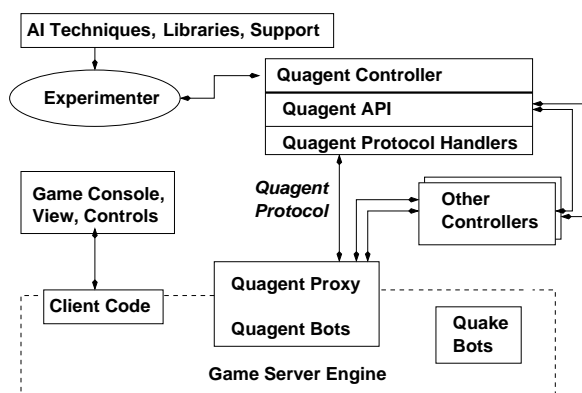 AI Techniques, Libraries, Support
Experimenter
Quagent Controller
Quagent API
Quagent Protocol Handlers
Game Console,
View, Controls
Quagent
Protocol
Other
Controllers
Client Code
Quagent Proxy
Quagent Bots
Quake
Bots
Game Server Engine